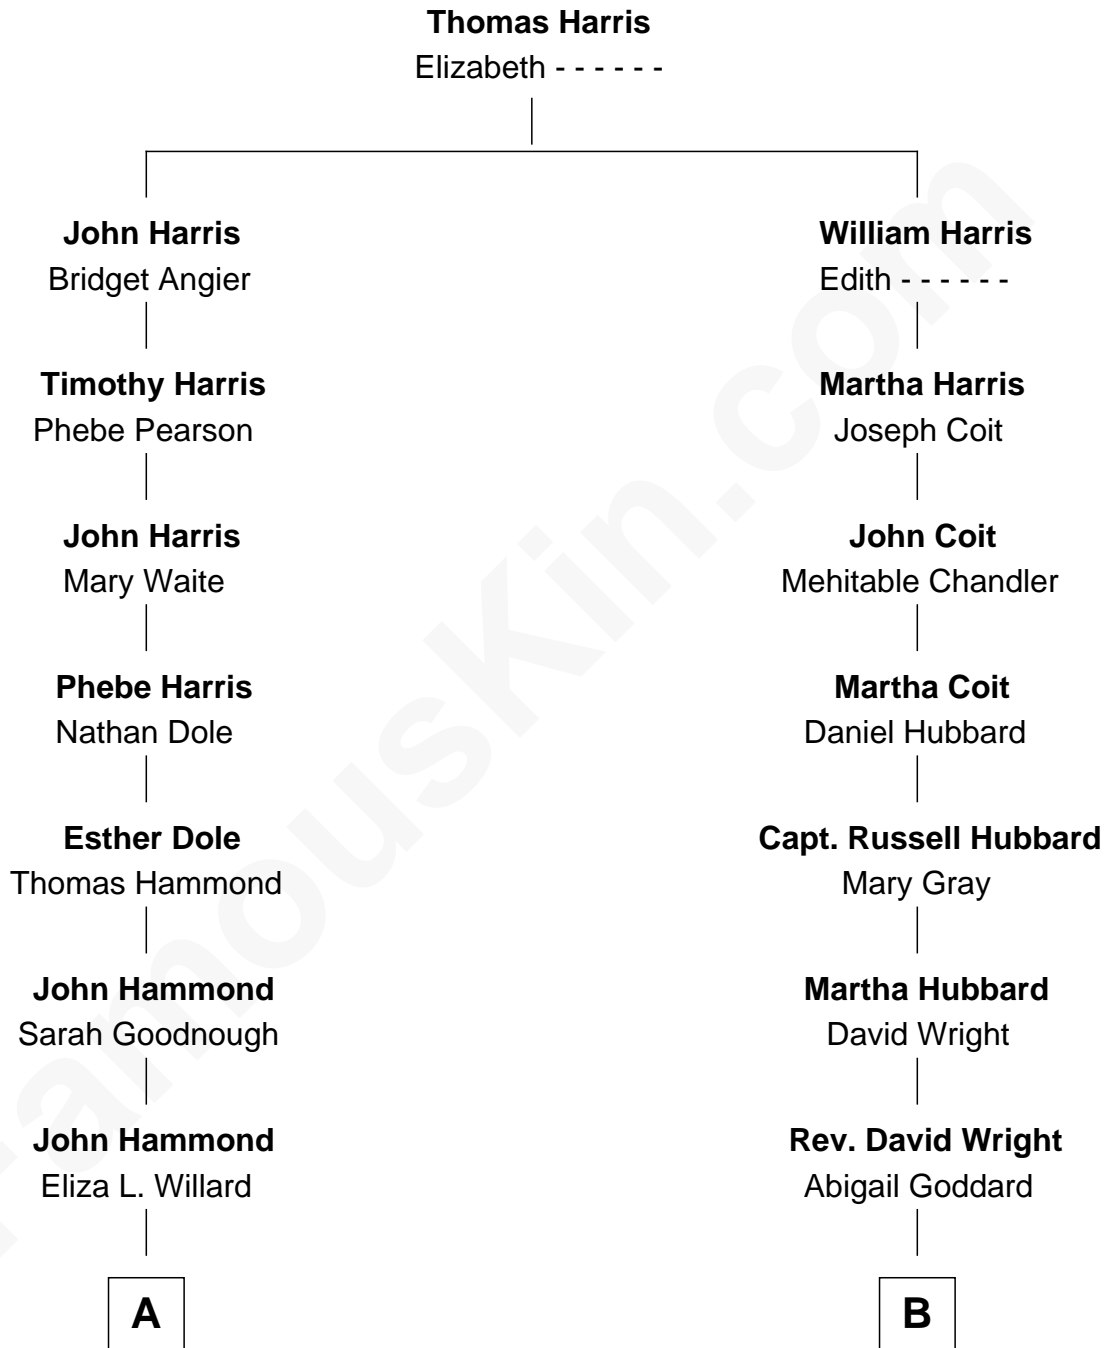 Thomas Harris
Elizabeth - - - - - -
John Harris
Bridget Angier
William Harris
Edith - - - - - -
Timothy Harris
Phebe Pearson
Martha Harris
Joseph Coit
John Harris
Mary Waite
John Coit
Mehitable Chandler
Phebe Harris
Nathan Dole
Martha Coit
Daniel Hubbard
Esther Dole
Thomas Hammond
Capt. Russell Hubbard
Mary Gray
John Hammond
Sarah Goodnough
Martha Hubbard
David Wright
John Hammond
Eliza L. Willard
Rev. David Wright
Abigail Goddard
A
B
FamousKin.com